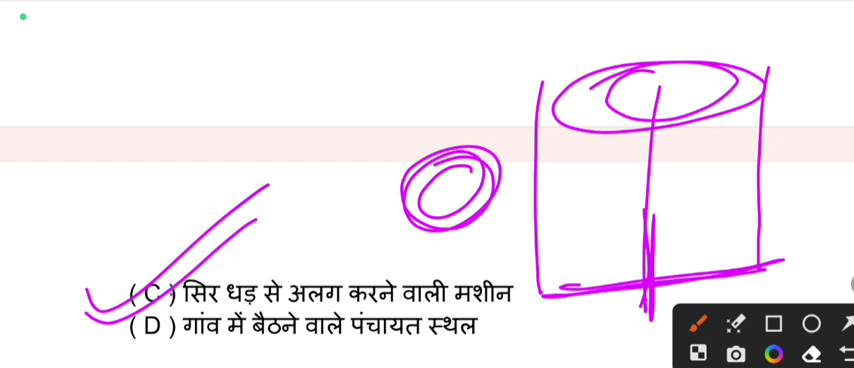 ( C ) सिर धड़ से अलग करने वाली मशीन
( D ) गांव में बैठने वाले पंचायत स्थल